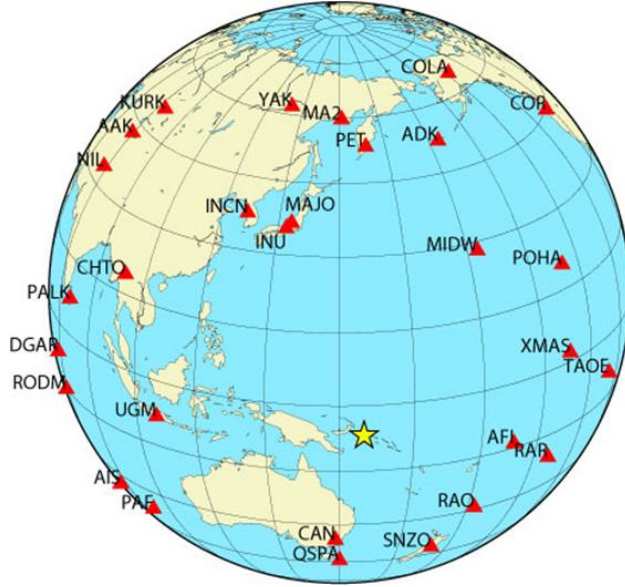 COLA
KURK
YAK
COR
MA2
AAK
PET
ADK
NIL
INCN
MAJO
INU
MIDW
POHA
CHTO
PALK
DGAR
XMAS
TAOE
RODM
UGM
AFI
RAR
AIS
PAF
RAO
CAN
SNZO
QSPA